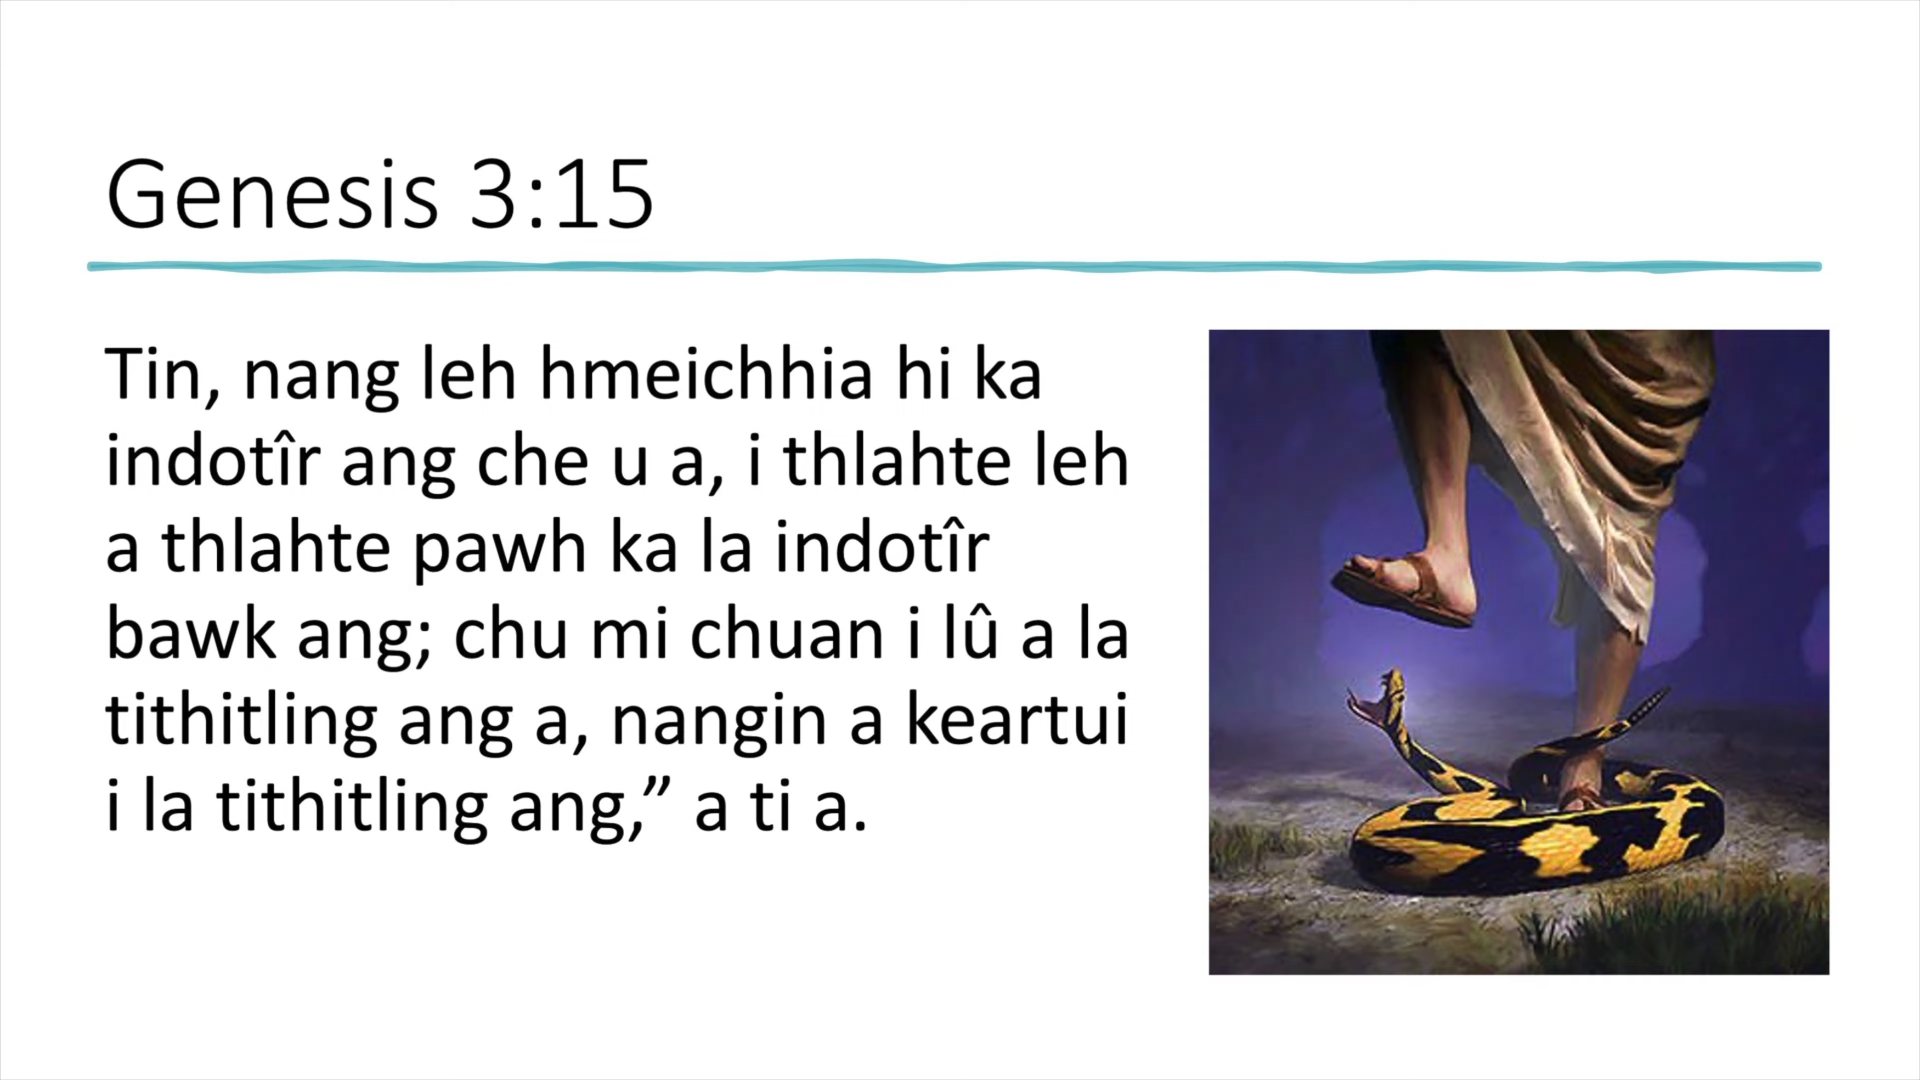 Genesis 3:15
Tin, nang leh hmeichhia hi ka
indotîr ang che u a, i thlahte leh
a thlahte pawh ka la indotîr
bawk ang; chu mi chuan i lû a la
tithitling ang a, nangin a keartui
i la tithitling ang,” a ti a.